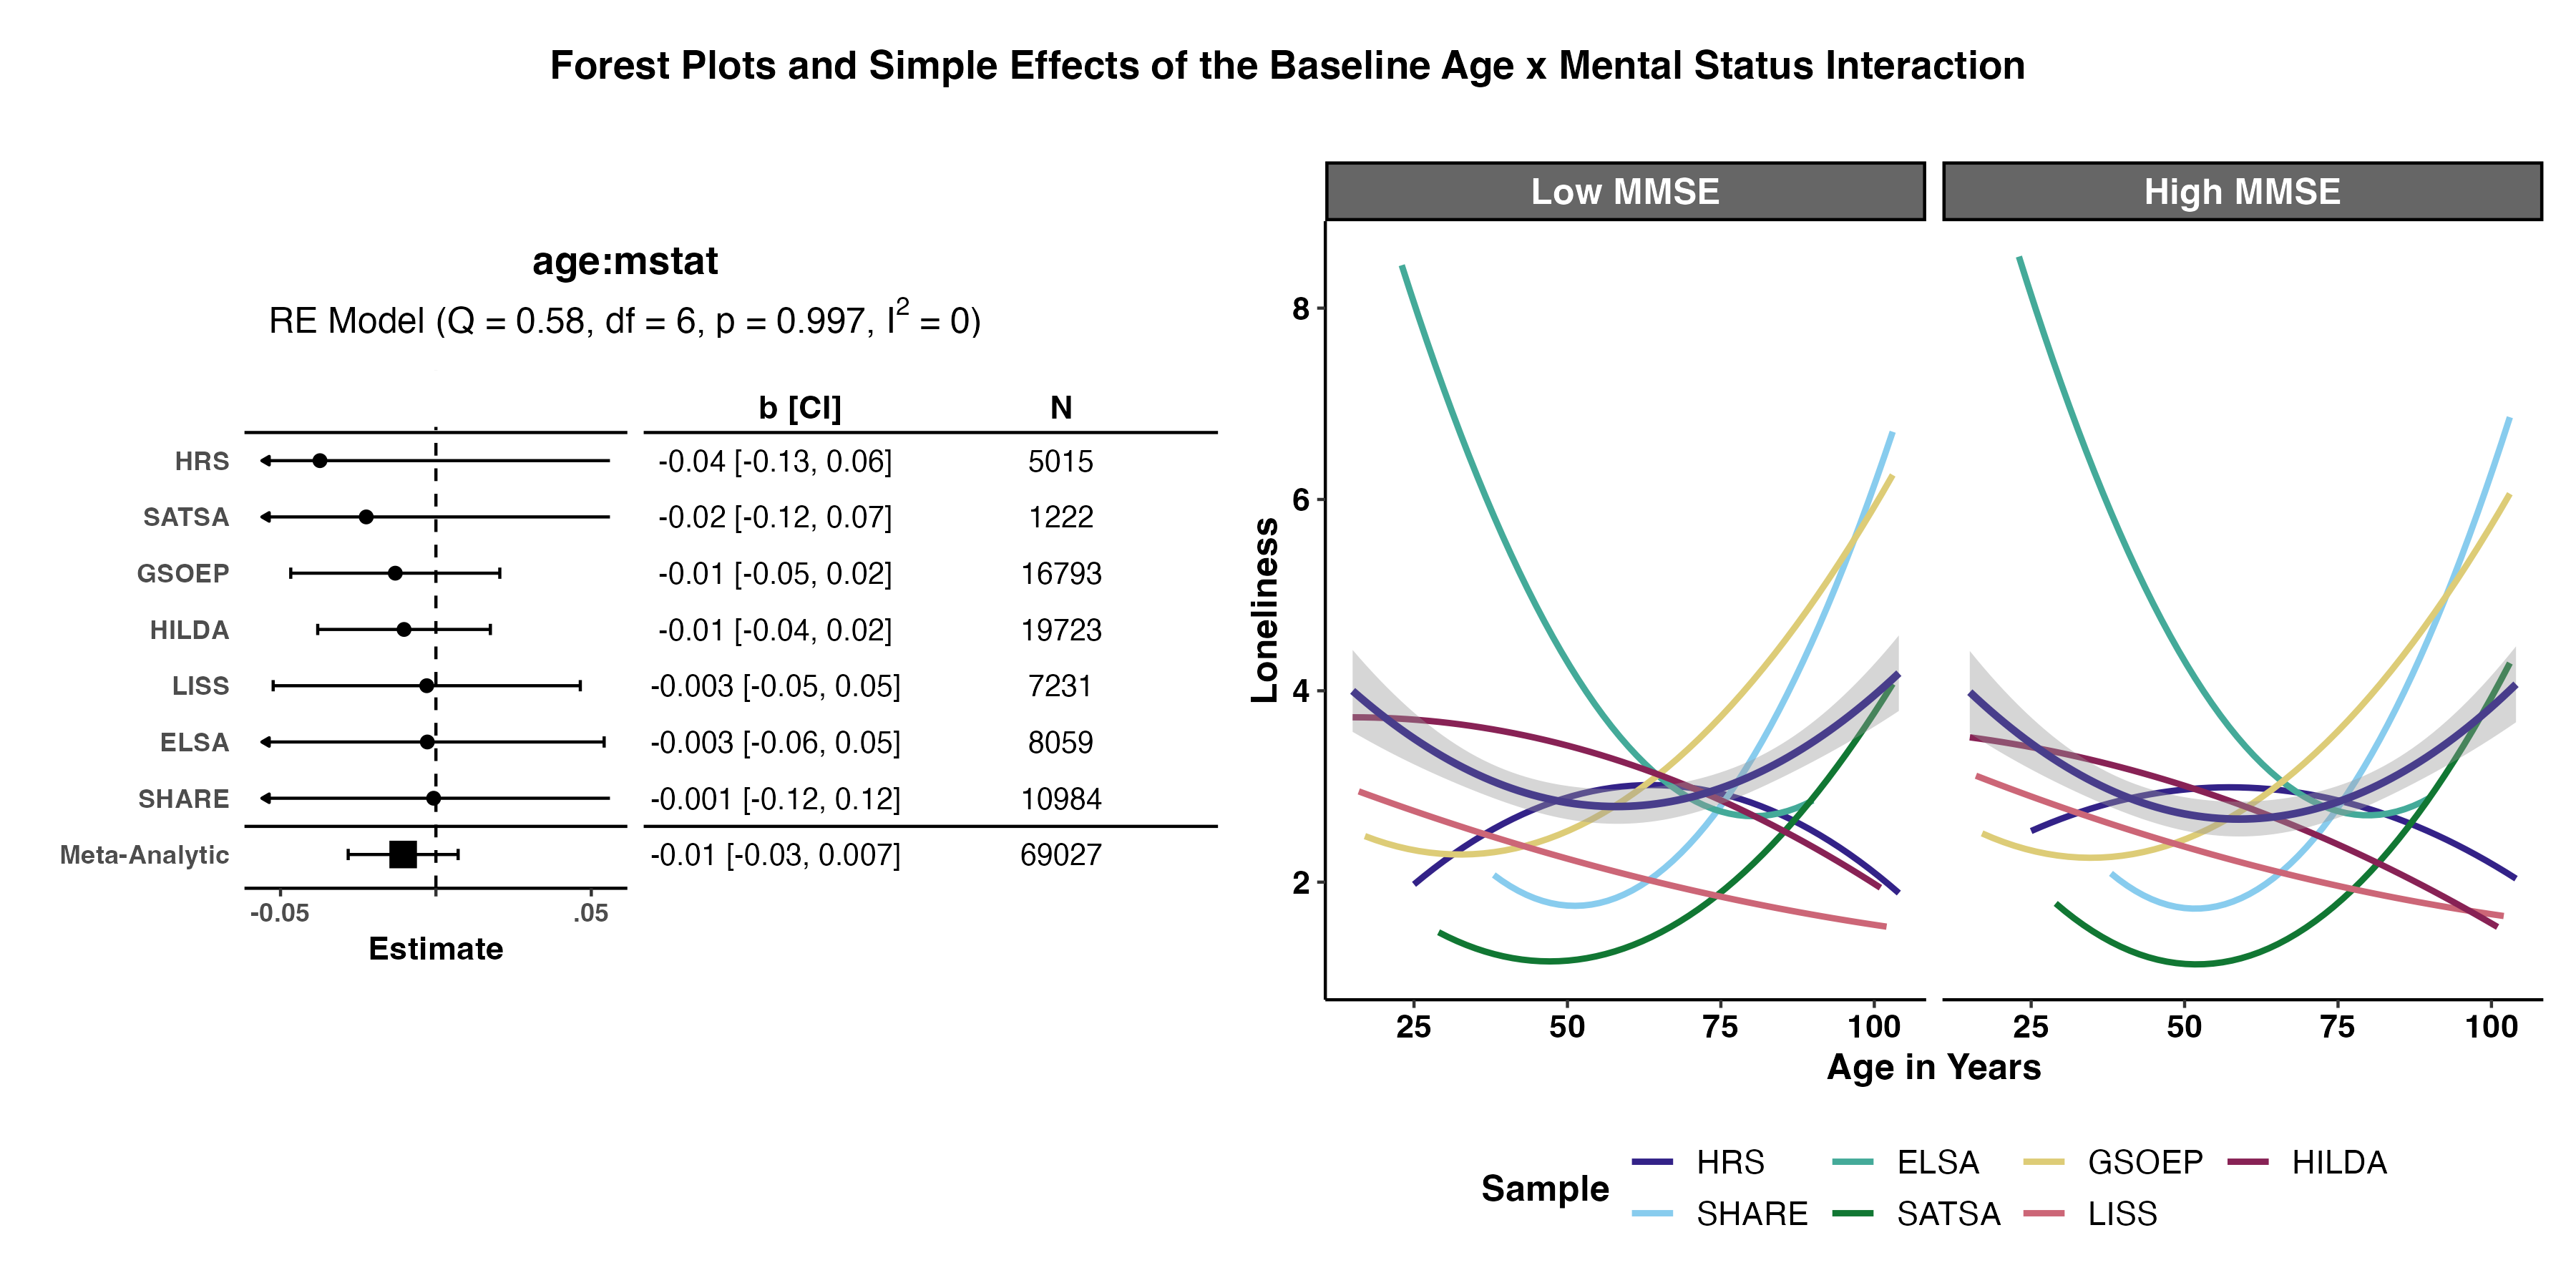 Forest Plots and Simple Effects of the Baseline Age x Mental Status Interaction
age:mstat
RE Model (Q = 0.58, df = 6, p = 0.997, I² = 0)
b [CI] N
HRS -0.04 [-0.13, 0.06] 5015
SATSA -0.02 [-0.12, 0.07] 1222
GSOEP -0.01 [-0.05, 0.02] 16793
HILDA -0.01 [-0.04, 0.02] 19723
LISS -0.003 [-0.05, 0.05] 7231
ELSA -0.003 [-0.06, 0.05] 8059
SHARE -0.001 [-0.12, 0.12] 10984
Meta-Analytic -0.01 [-0.03, 0.007] 69027
-0.05 .05
Estimate
Low MMSE High MMSE
8
6
4
2
Loneliness
25 50 75 100 25 50 75 100
Age in Years
Sample
HRS ELSA GSOEP HILDA
SHARE SATSA LISS